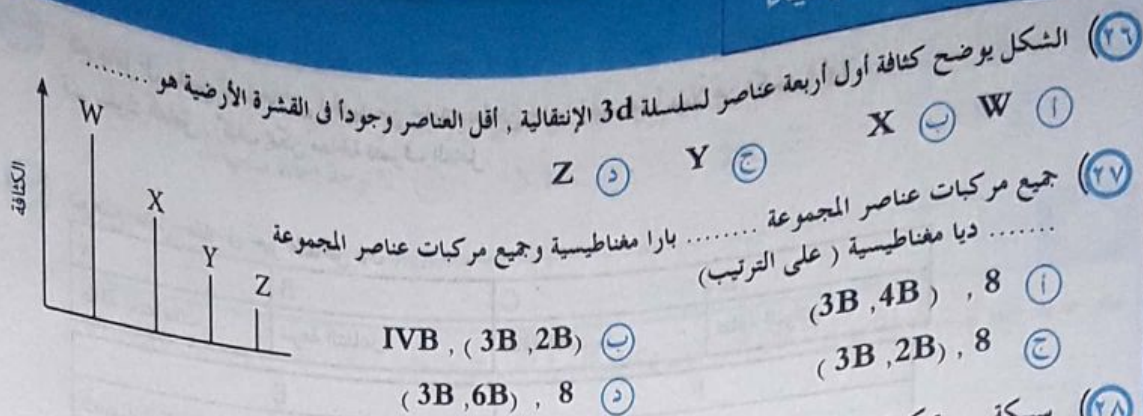 ٢٦) الشكل يوضح كثافة أول أربعة عناصر لسلسلة 3d الإنتقالية , أقل العناصر وجوداً فى القشرة الأرضية هو ........
أ W ب X
ج Y د Z
٢٧) جميع مركبات عناصر المجموعة ........ بارا مغناطيسية وجميع مركبات عناصر المجموعة
....... ديا مغناطيسية ( على الترتيب)
أ 8 , (3B ,4B )
ب IVB , ( 3B ,2B)
ج 8 , ( 3B ,2B)
د 8 , ( 3B ,6B)
٢٨)
الكثافة
W
X
Y
Z